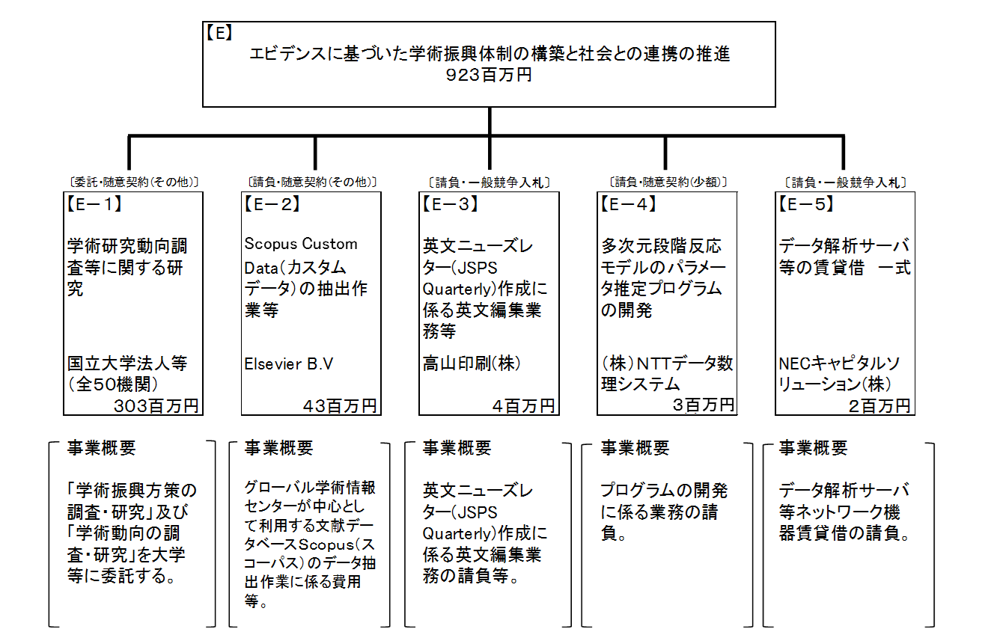 【E】
エビデンスに基づいた学術振興体制の構築と社会との連携の推進
923百万円
〔委託・随意契約(その他)〕
【E－1】
学術研究動向調
査等に関する研
究
国立大学法人等
(全50機関)
303百万円
〔請負・随意契約(その他)〕
【E－2】
Scopus Custom
Data(カスタム
データ)の抽出作
業等
Elsevier B.V
43百万円
〔請負・一般競争入札〕
【E－3】
英文ニューズレ
ター(JSPS
Quarterly)作成に
係る英文編集業
務等
高山印刷(株)
4百万円
〔請負・随意契約(少額)〕
【E－4】
多次元段階反応
モデルのパラメー
タ推定プログラム
の開発
(株)NTTデータ数
理システム
3百万円
〔請負・一般競争入札〕
【E－5】
データ解析サーバ
等の賃貸借　一式
NECキャピタルソ
リューション(株)
2百万円
事業概要
「学術振興方策の
調査・研究」及び
「学術動向の調
査・研究」を大学
等に委託する。
事業概要
グローバル学術情報
センターが中心とし
て利用する文献デー
タベースScopus(ス
コーパス)のデータ抽
出作業に係る費用
等。
事業概要
英文ニューズレ
ター(JSPS
Quarterly)作成に
係る英文編集業
務の請負等。
事業概要
プログラムの開発
に係る業務の請
負。
事業概要
データ解析サーバ
等ネットワーク機
器賃貸借の請負。